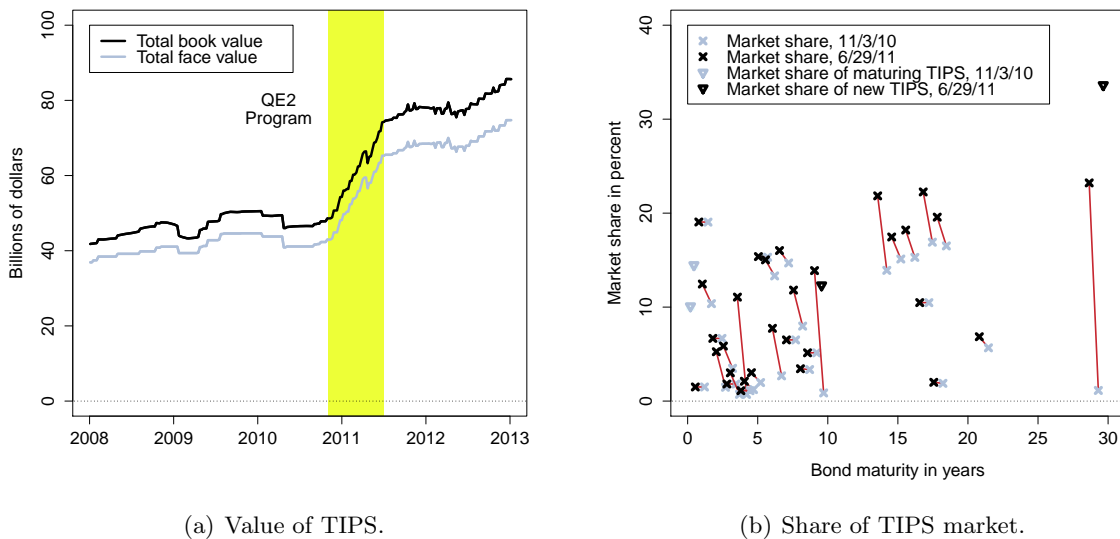 Total book value
Total face value
QE2
Program
Billions of dollars
0
20
40
60
80
100
2008
2009
2010
2011
2012
2013
(a) Value of TIPS.
Market share, 11/3/10
Market share, 6/29/11
Market share of maturing TIPS, 11/3/10
Market share of new TIPS, 6/29/11
Market share in percent
0
10
20
30
40
0
5
10
15
20
25
30
Bond maturity in years
(b) Share of TIPS market.